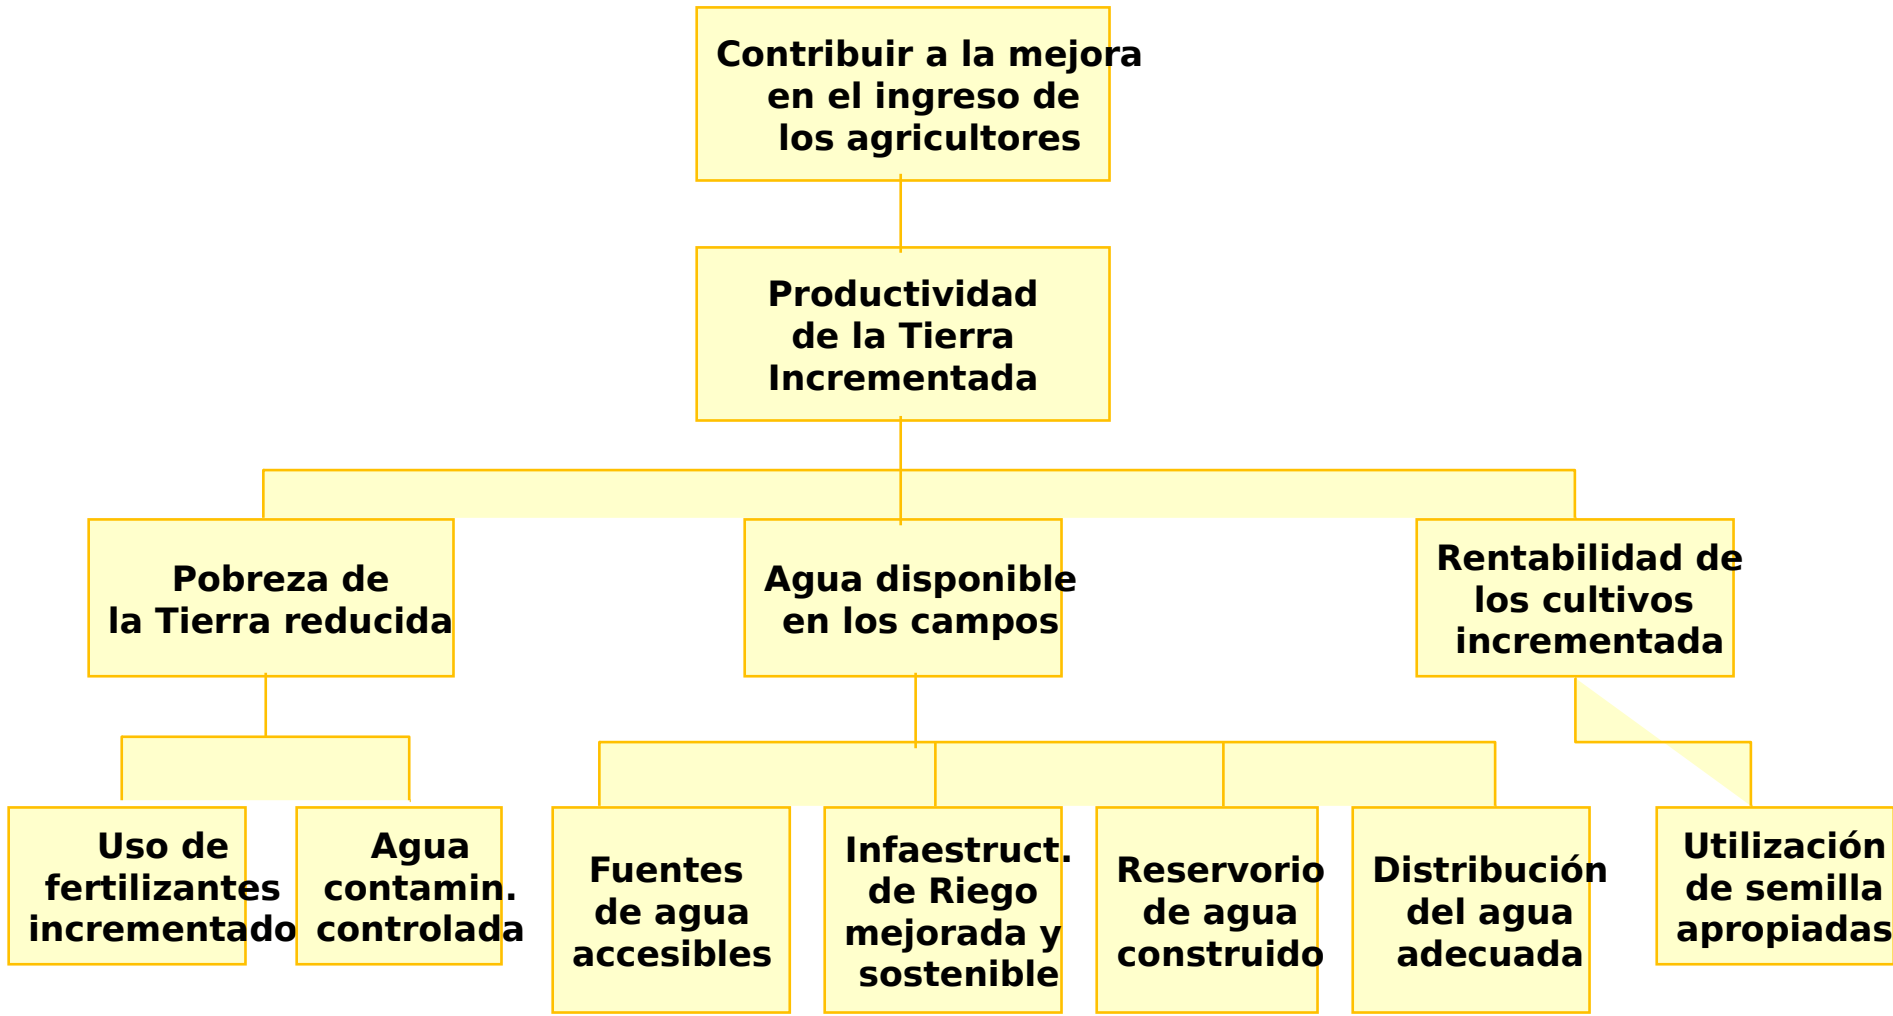 Contribuir a la mejora
en el ingreso de
los agricultores
Productividad
de la Tierra
Incrementada
Pobreza de
la Tierra reducida
Agua disponible
en los campos
Rentabilidad de
los cultivos
incrementada
Uso de
fertilizantes
incrementado
Agua
contamin.
controlada
Fuentes
de agua
accesibles
Infaestruct.
de Riego
mejorada y
sostenible
Reservorio
de agua
construido
Distribución
del agua
adecuada
Utilización
de semilla
apropiadas